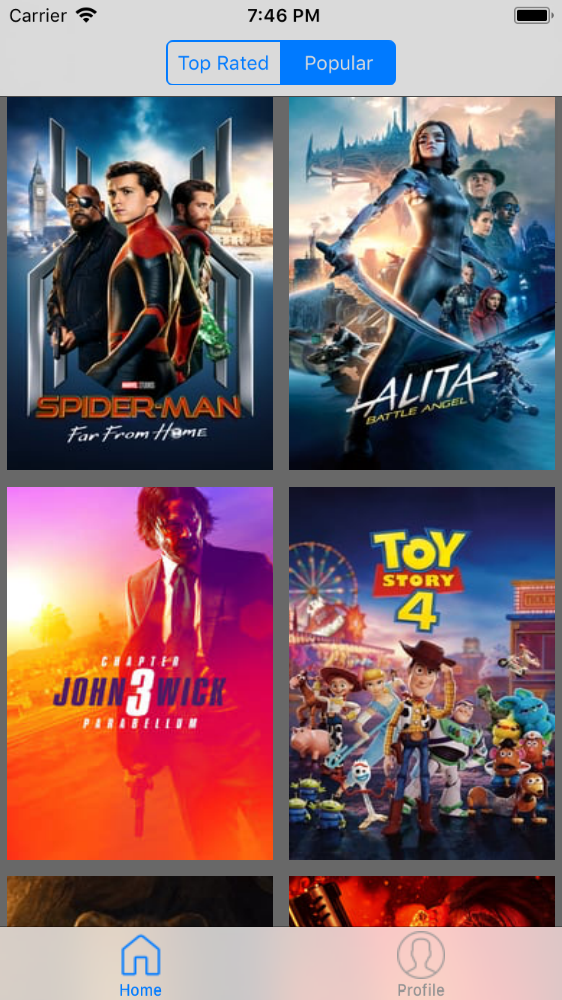 Carrier 7:46 PM
Top Rated Popular
MARVEL STUDIOS
SPIDER-MAN
Far From Home
ALITA
BATTLE ANGEL
CHAPTER
JOHN 3 WICK
PARABELLUM
TOY
STORY
4
TICKET
Home Profile